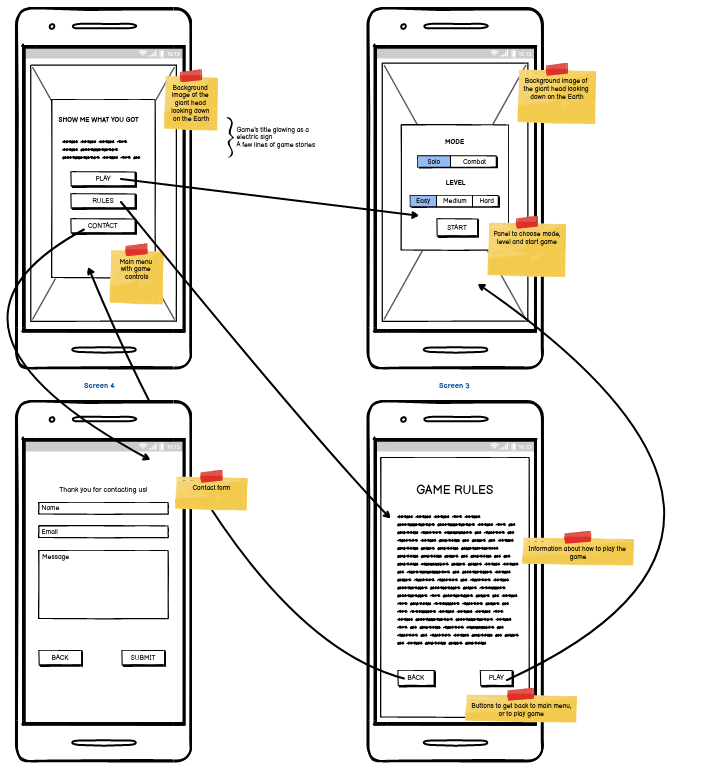 Background
image of the
giant head
looking down
on the Earth
SHOW ME WHAT YOU GOT
Game's title glowing as a
electric sign
A few lines of game stories
PLAY
RULES
CONTACT
Main menu
with game
controls
Background image of
the giant head looking
down on the Earth
MODE
Solo Combat
LEVEL
Easy Medium Hard
START
Panel to choose mode,
level and start game
Screen 4
Screen 3
Thank you for contacting us!
Name
Email
Message
BACK SUBMIT
Contact form
GAME RULES
Information about how to play the
game
BACK PLAY
Buttons to get back to main menu,
or to play game